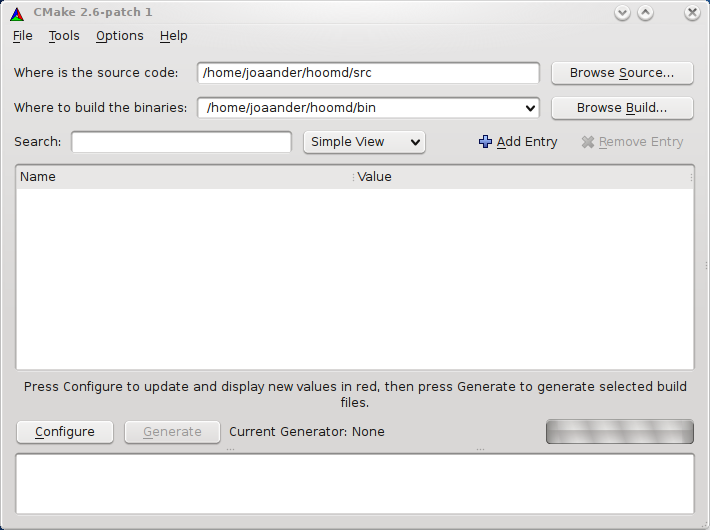 CMake 2.6-patch 1
File Tools Options Help
Where is the source code: /home/joaander/hoomd/src Browse Source...
Where to build the binaries: /home/joaander/hoomd/bin Browse Build...
Search: Simple View Add Entry Remove Entry
Name Value
Press Configure to update and display new values in red, then press Generate to generate selected build
files.
Configure Generate Current Generator: None